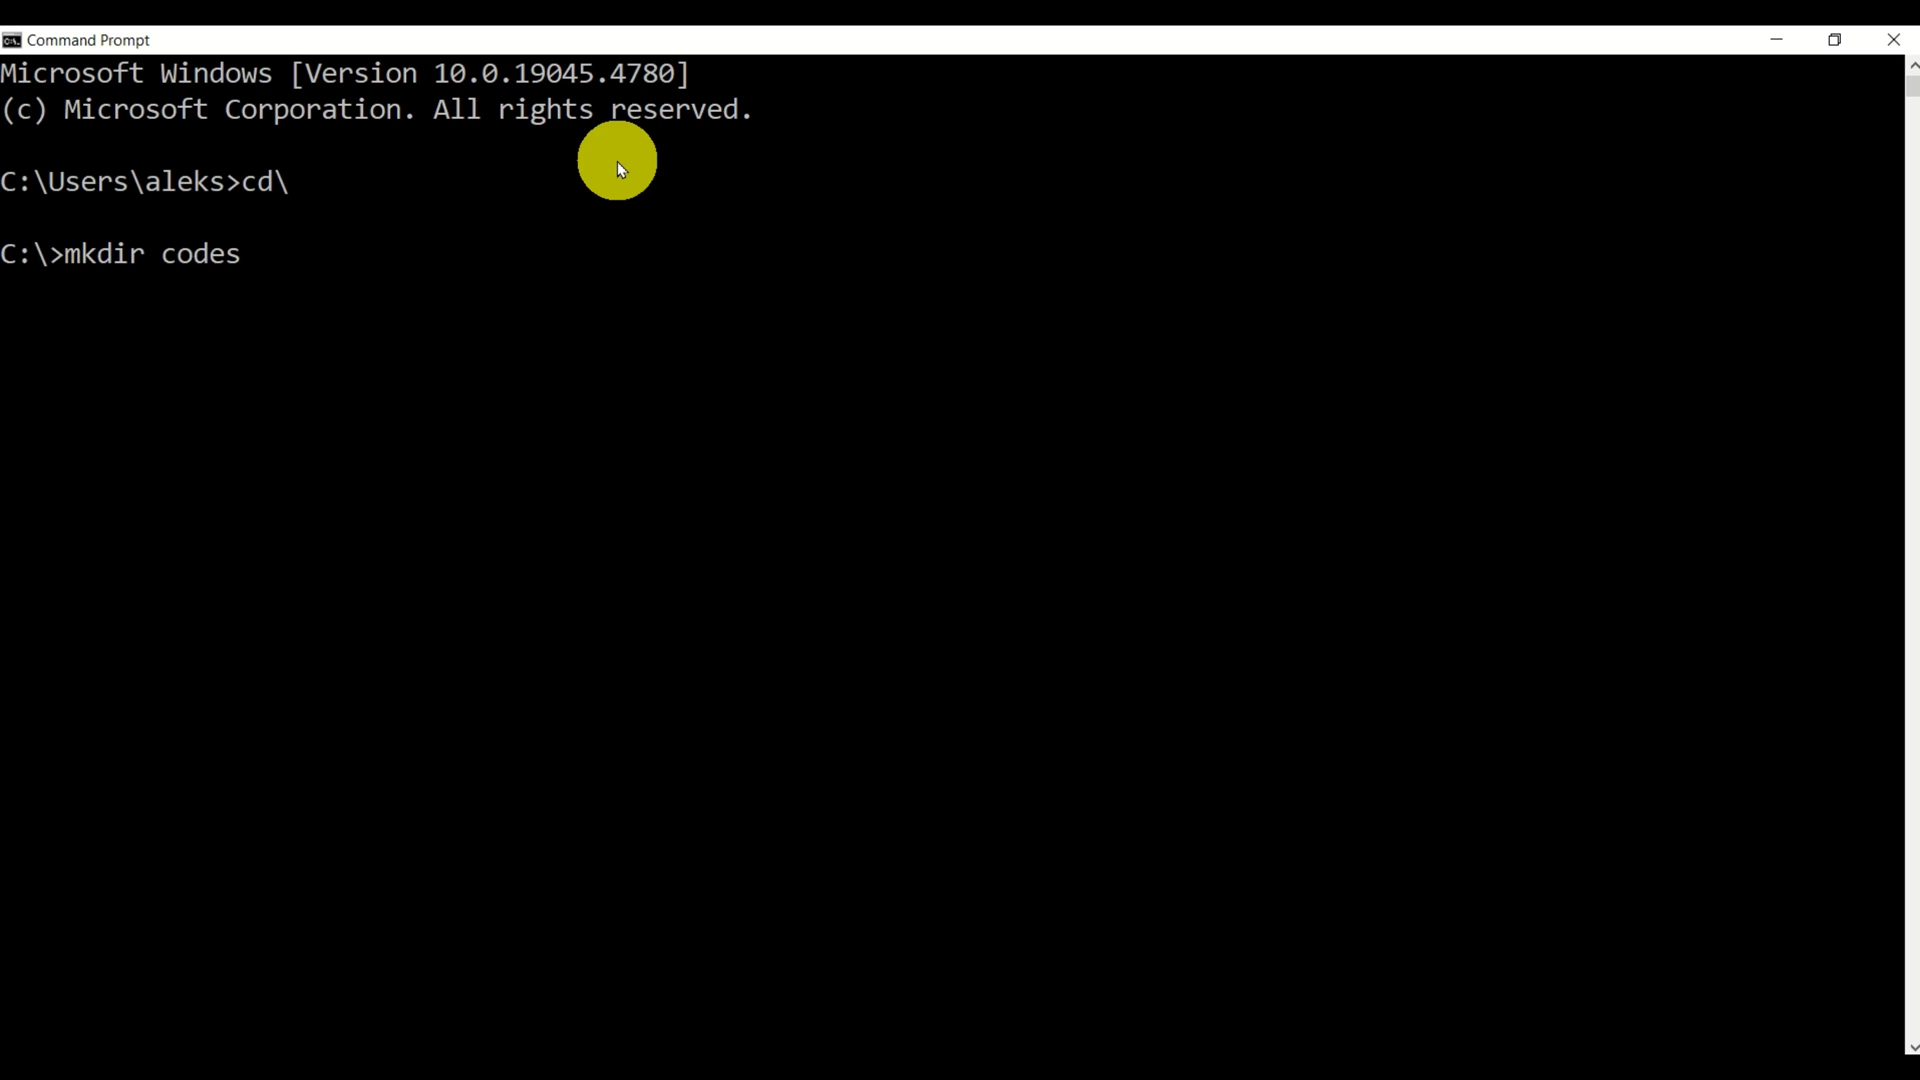 Command Prompt
Microsoft Windows [Version 10.0.19045.4780]
(c) Microsoft Corporation. All rights reserved.
C:\Users\aleks>cd\
C:\>mkdir codes